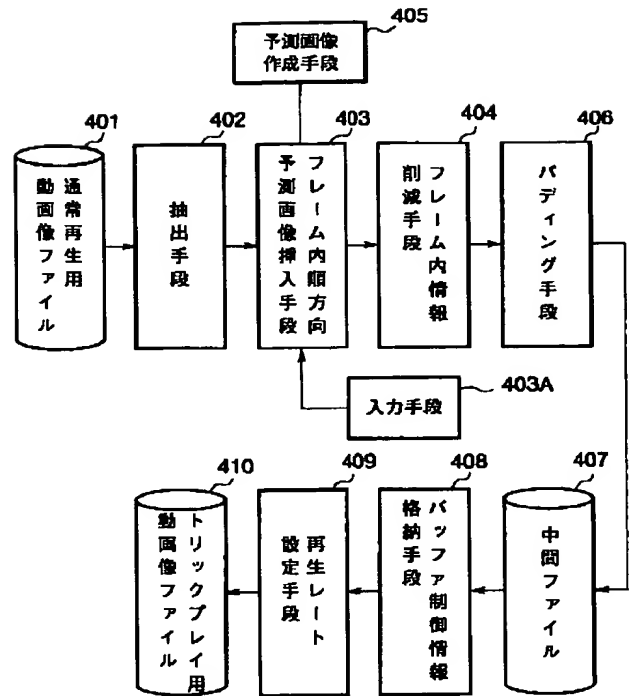 405
予測画像
作成手段
401
402
403
404
406
通常再生用
動画像ファイル
抽出手段
フレーム内順方向
予測画像挿入手段
フレーム内情報
削減手段
パディング手段
入力手段
403A
410
409
408
407
トリックプレイ用
動画像ファイル
再生レート
設定手段
バッファ制御情報
格納手段
中間ファイル